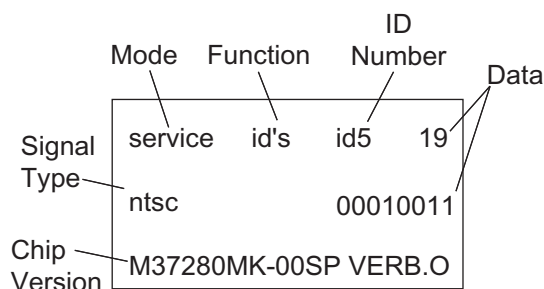 ID
Mode Function Number
Data
service id's id5 19
Signal
Type
ntsc 00010011
Chip
Version
M37280MK-00SP VERB.O